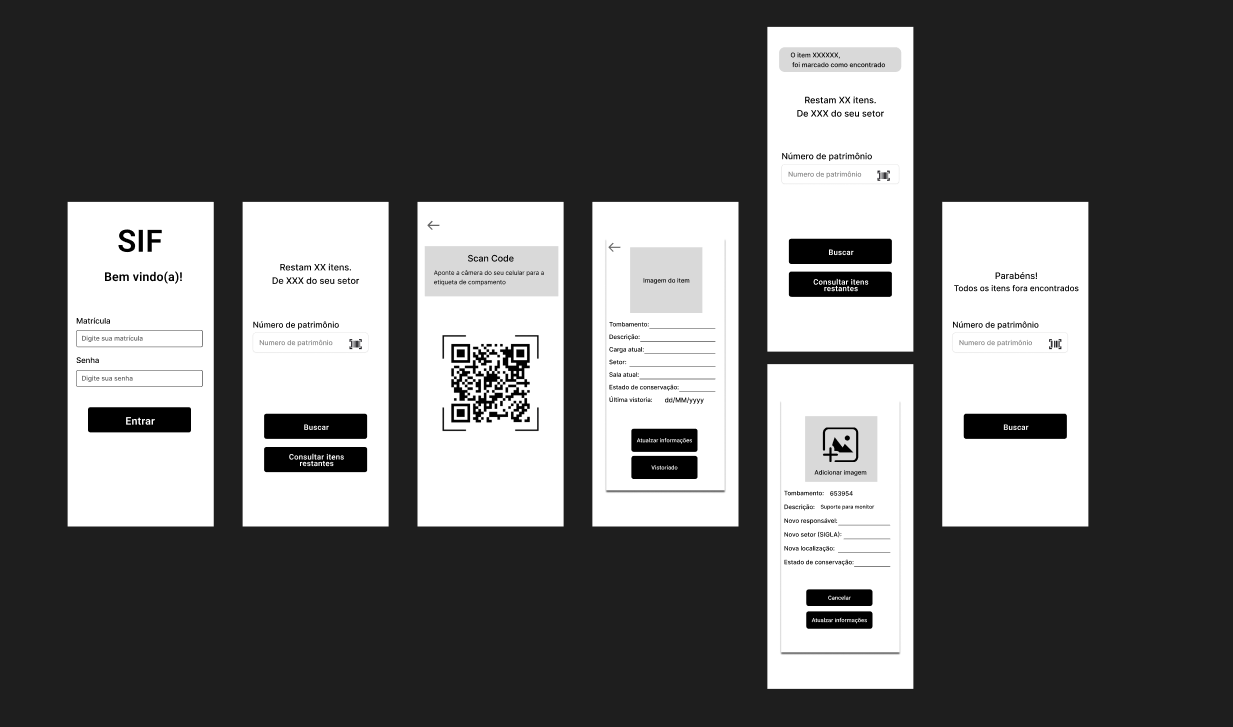 SIF
Bem vindo(a)!
Matrícula
Digite sua matrícula
Senha
Digite sua senha
Entrar
Restam XX itens.
De XXX do seu setor
Número de patrimônio
Numero de patrimônio
Buscar
Consultar itens
restantes
Scan Code
Aponte a câmera do seu celular para a
etiqueta de compamento
Imagem do item
Tombamento:
Descrição:
Carga atual:
Setor:
Sala atual:
Estado de conservação:
Última vistoria: dd/MM/yyyy
Atualzar informações
Vistoriado
O item XXXXXX,
foi marcado como encontrado
Restam XX itens.
De XXX do seu setor
Número de patrimônio
Numero de patrimônio
Buscar
Consultar itens
restantes
Adicionar imagem
Tombamento: 653954
Descrição: Suporte para monitor
Novo responsável:
Novo setor (SIGLA):
Nova localização:
Estado de conservação:
Cancelar
Atualzar informações
Parabéns!
Todos os itens fora encontrados
Número de patrimônio
Numero de patrimônio
Buscar